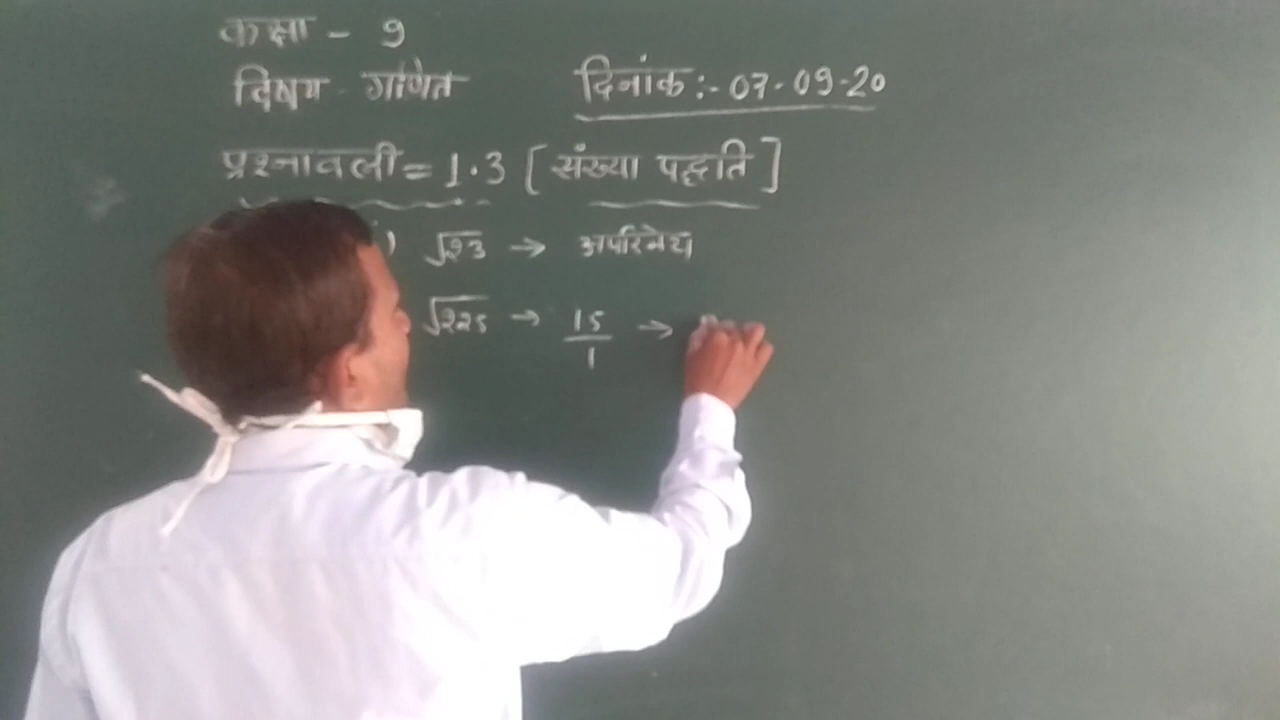 कक्षा - 9
विषय - गणित
दिनांक :- 07-09-20
प्रश्नावली = 1.3 [संख्या पद्धति]
) √23 → अपरिमेय
√225 → 15/1 →